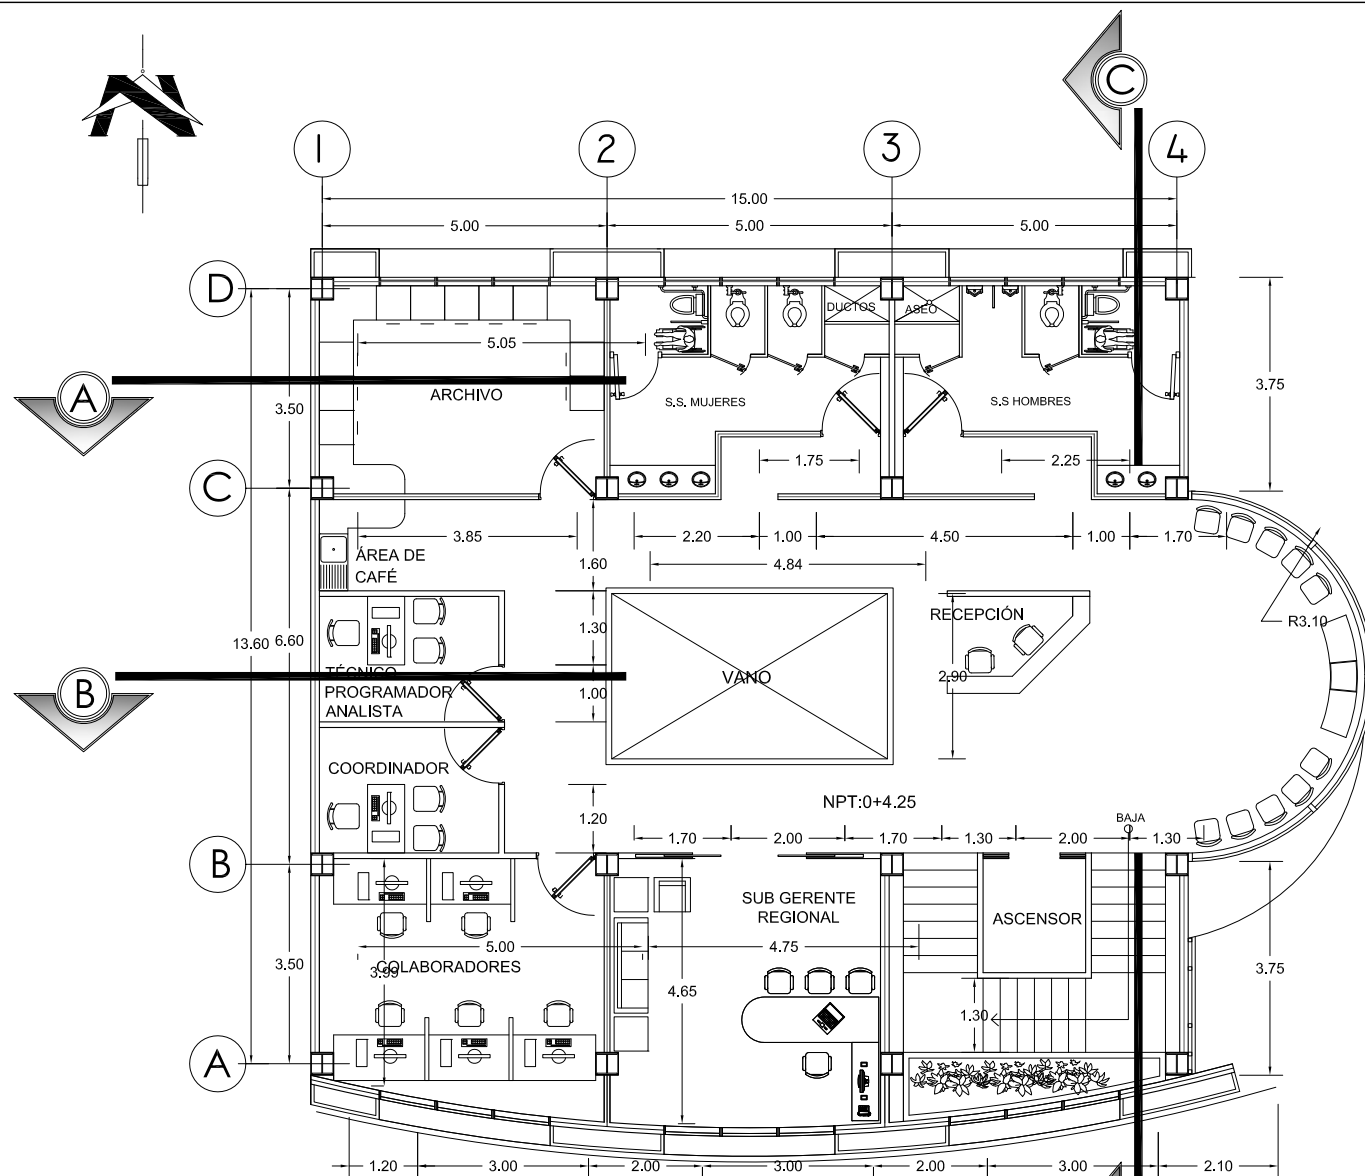 N
C
1
2
3
4
15.00
5.00
5.00
5.00
D
DUCTOS
ASEO
5.05
3.75
A
ARCHIVO
S.S. MUJERES
S.S HOMBRES
3.50
1.75
2.25
C
3.85
2.20
1.00
4.50
1.00
1.70
ÁREA DE
CAFÉ
1.60
4.84
RECEPCIÓN
R3.10
1.30
13.60
6.60
TÉCNICO
PROGRAMADOR
ANALISTA
B
VANO
2.90
1.00
COORDINADOR
NPT:0+4.25
BAJA
1.20
1.70
2.00
1.70
1.30
2.00
1.30
B
SUB GERENTE
REGIONAL
ASCENSOR
5.00
4.75
3.50
3.99
COLABORADORES
3.75
4.65
1.30
A
1.20
3.00
2.00
3.00
2.00
3.00
2.10